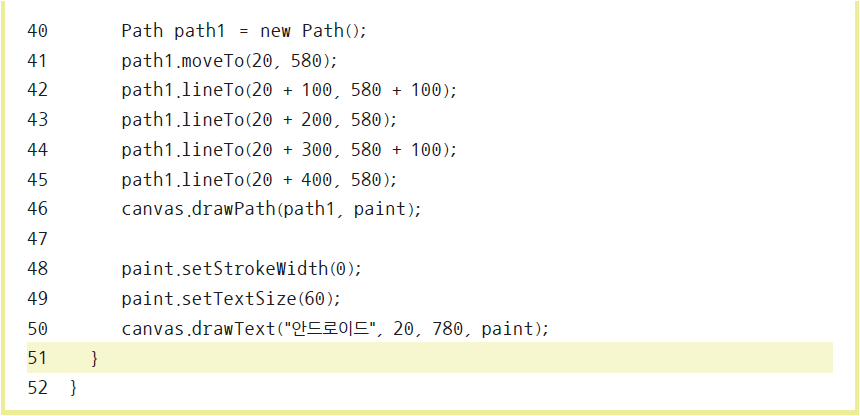 40 Path path1 = new Path();
41 path1.moveTo(20, 580);
42 path1.lineTo(20 + 100, 580 + 100);
43 path1.lineTo(20 + 200, 580);
44 path1.lineTo(20 + 300, 580 + 100);
45 path1.lineTo(20 + 400, 580);
46 canvas.drawPath(path1, paint);
47
48 paint.setStrokeWidth(0);
49 paint.setTextSize(60);
50 canvas.drawText("안드로이드", 20, 780, paint);
51 }
52 }